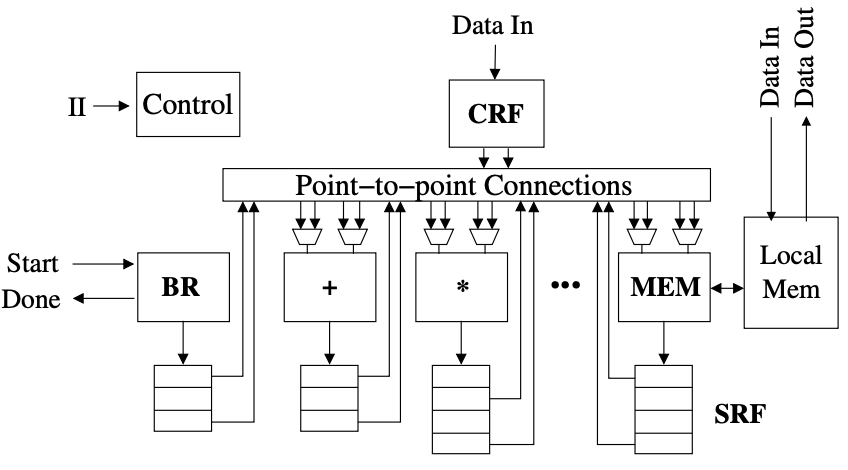 Data In
Data In
Data Out
II
Control
CRF
Point−to−point Connections
Start
Done
BR
+
*
•••
MEM
Local
Mem
SRF